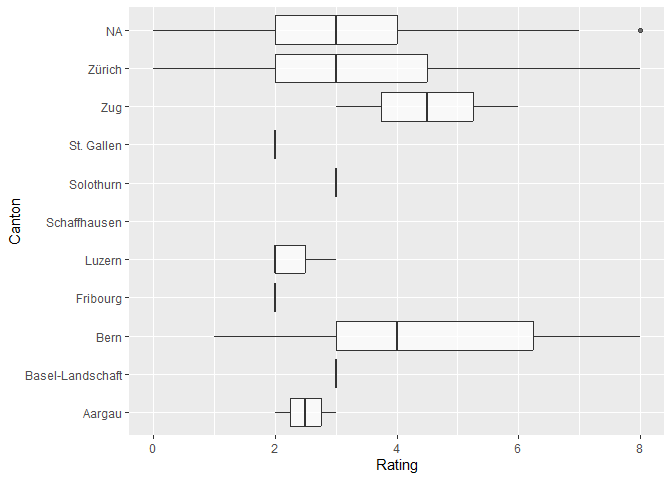 NA
Zürich
Zug
St. Gallen
Solothurn
Schaffhausen
Luzern
Fribourg
Bern
Basel-Landschaft
Aargau
Canton
0 2 4 6 8
Rating